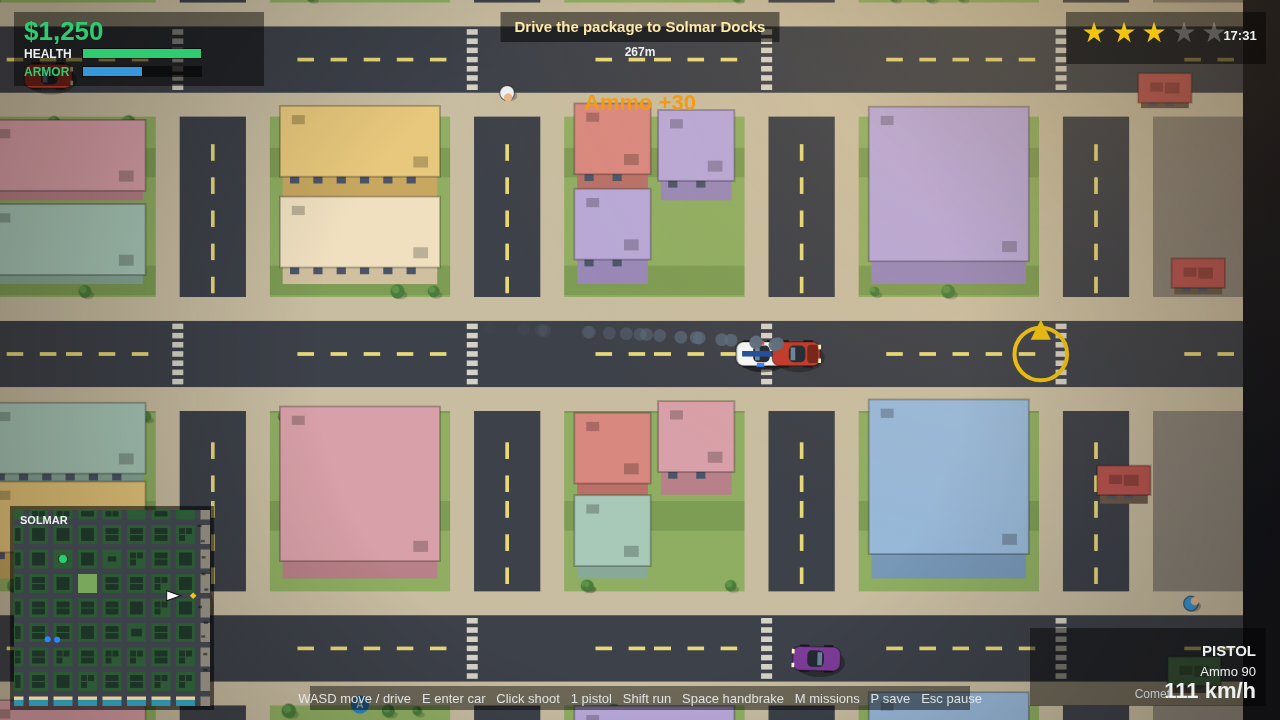 $1,250
Drive the package to Solmar Docks
17:31
HEALTH
267m
ARMOR
Ammo +30
SOLMAR
PISTOL
Ammo 90
111 km/h
WASD move / drive E enter car Click shoot 1 pistol Shift run Space handbrake M missions P save Esc pause
A